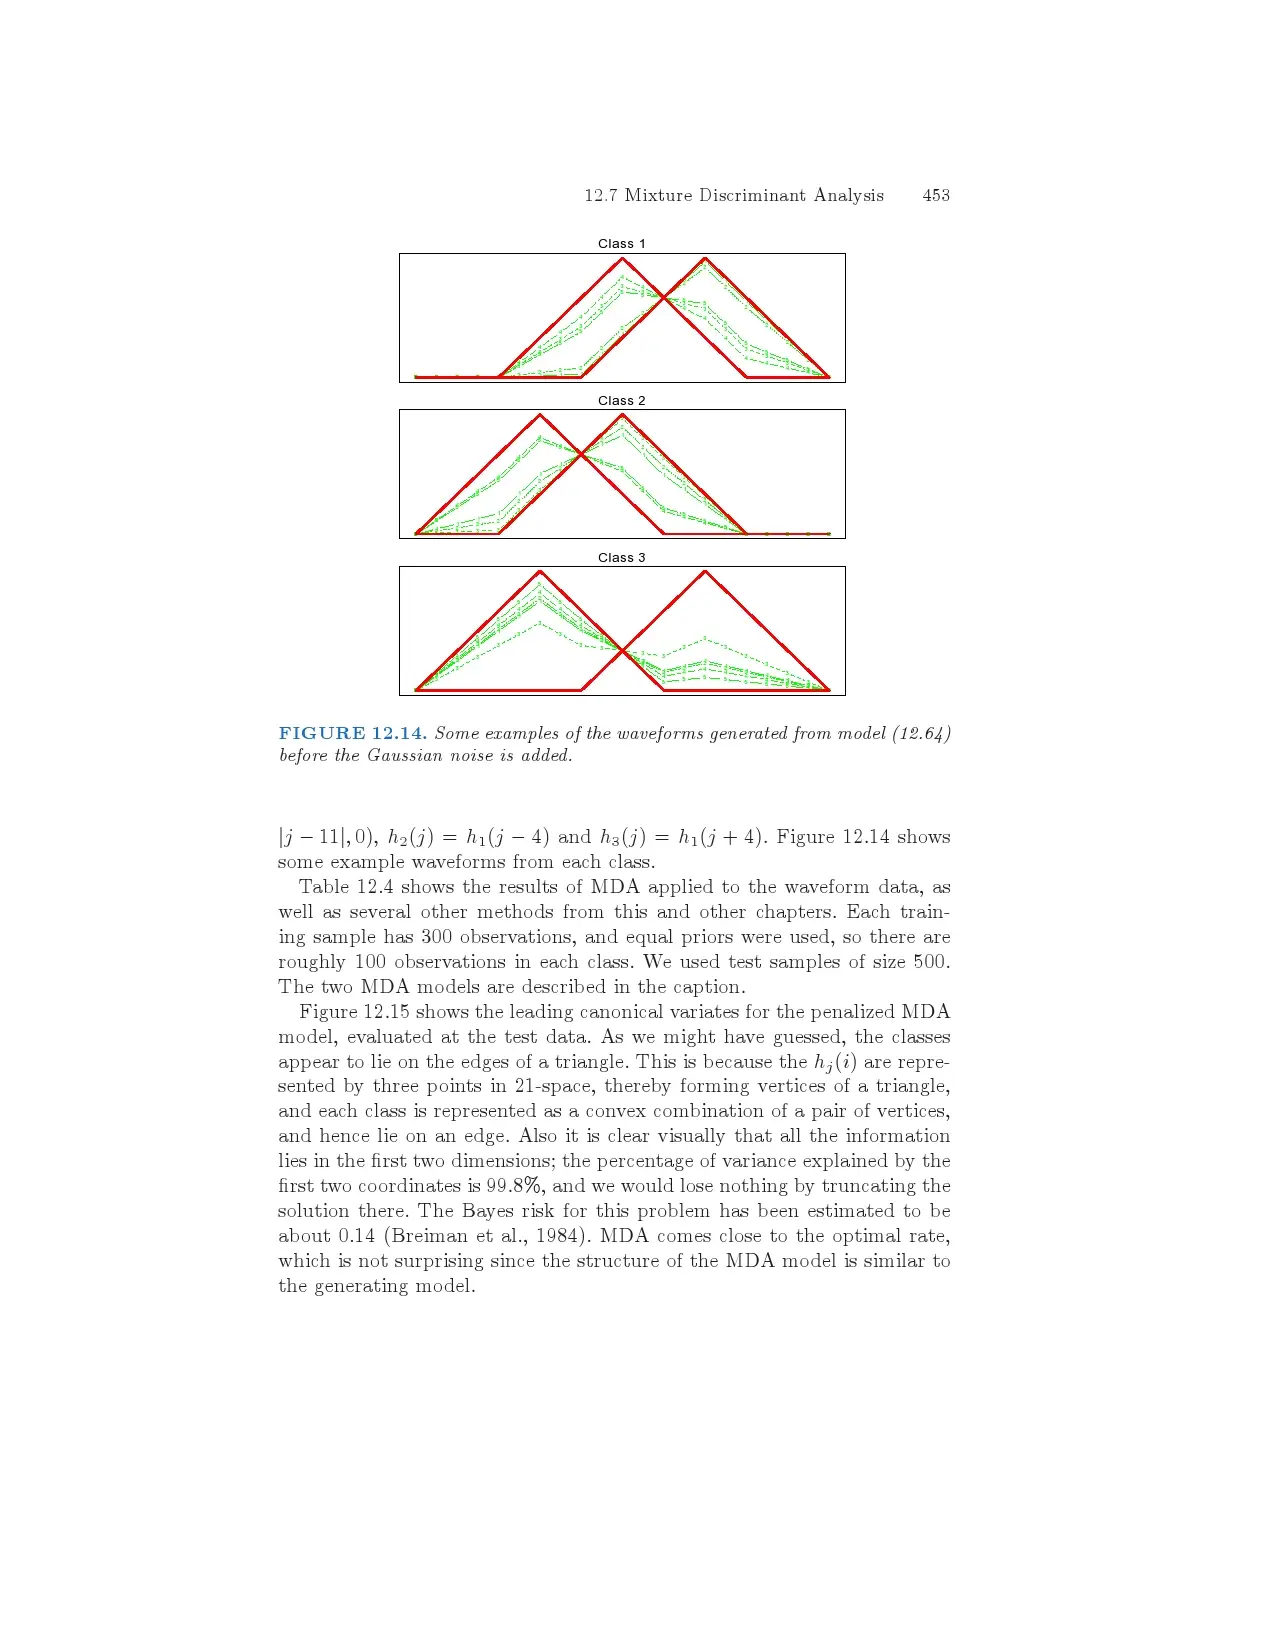 12.7 Mixture Discriminant Analysis 453
Class 1
Class 2
Class 3
FIGURE 12.14. Some examples of the waveforms generated from model (12.64)
before the Gaussian noise is added.
|j − 11|, 0), h₂(j) = h₁(j − 4) and h₃(j) = h₁(j + 4). Figure 12.14 shows
some example waveforms from each class.
Table 12.4 shows the results of MDA applied to the waveform data, as
well as several other methods from this and other chapters. Each train-
ing sample has 300 observations, and equal priors were used, so there are
roughly 100 observations in each class. We used test samples of size 500.
The two MDA models are described in the caption.
Figure 12.15 shows the leading canonical variates for the penalized MDA
model, evaluated at the test data. As we might have guessed, the classes
appear to lie on the edges of a triangle. This is because the hⱼ(i) are repre-
sented by three points in 21-space, thereby forming vertices of a triangle,
and each class is represented as a convex combination of a pair of vertices,
and hence lie on an edge. Also it is clear visually that all the information
lies in the first two dimensions; the percentage of variance explained by the
first two coordinates is 99.8%, and we would lose nothing by truncating the
solution there. The Bayes risk for this problem has been estimated to be
about 0.14 (Breiman et al., 1984). MDA comes close to the optimal rate,
which is not surprising since the structure of the MDA model is similar to
the generating model.